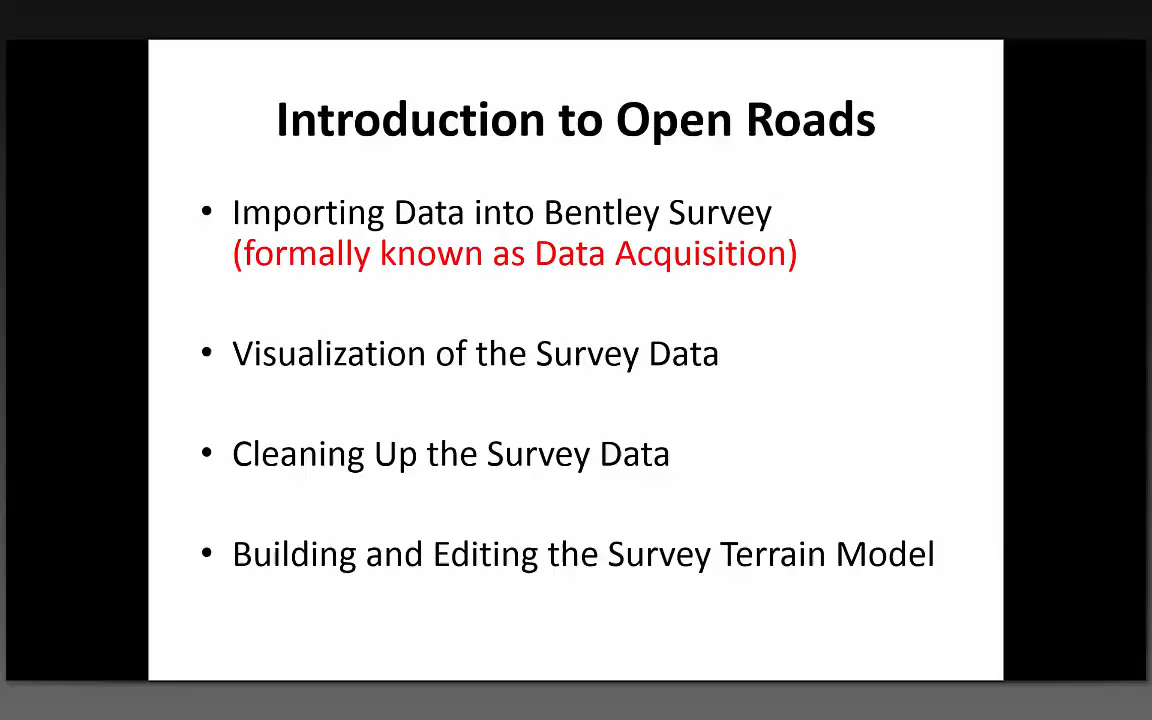 Introduction to Open Roads
• Importing Data into Bentley Survey
(formally known as Data Acquisition)
• Visualization of the Survey Data
• Cleaning Up the Survey Data
• Building and Editing the Survey Terrain Model